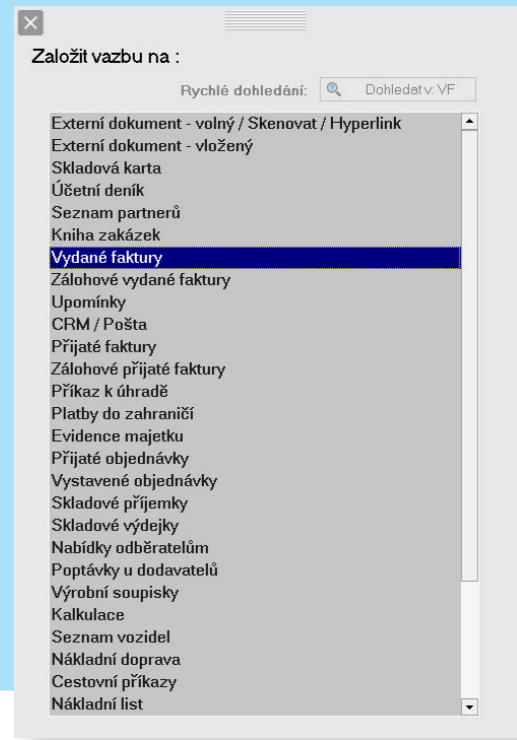 Založit vazbu na :
Rychlé dohledání: Dohledat v: VF
Externí dokument - volný / Skenovat / Hyperlink
Externí dokument - vložený
Skladová karta
Účetní deník
Seznam partnerů
Kniha zakázek
Vydané faktury
Zálohové vydané faktury
Upomínky
CRM / Pošta
Přijaté faktury
Zálohové přijaté faktury
Příkaz k úhradě
Platby do zahraničí
Evidence majetku
Přijaté objednávky
Vystavené objednávky
Skladové příjemky
Skladové výdejky
Nabídky odběratelům
Poptávky u dodavatelů
Výrobní soupisky
Kalkulace
Seznam vozidel
Nákladní doprava
Cestovní příkazy
Nákladní list